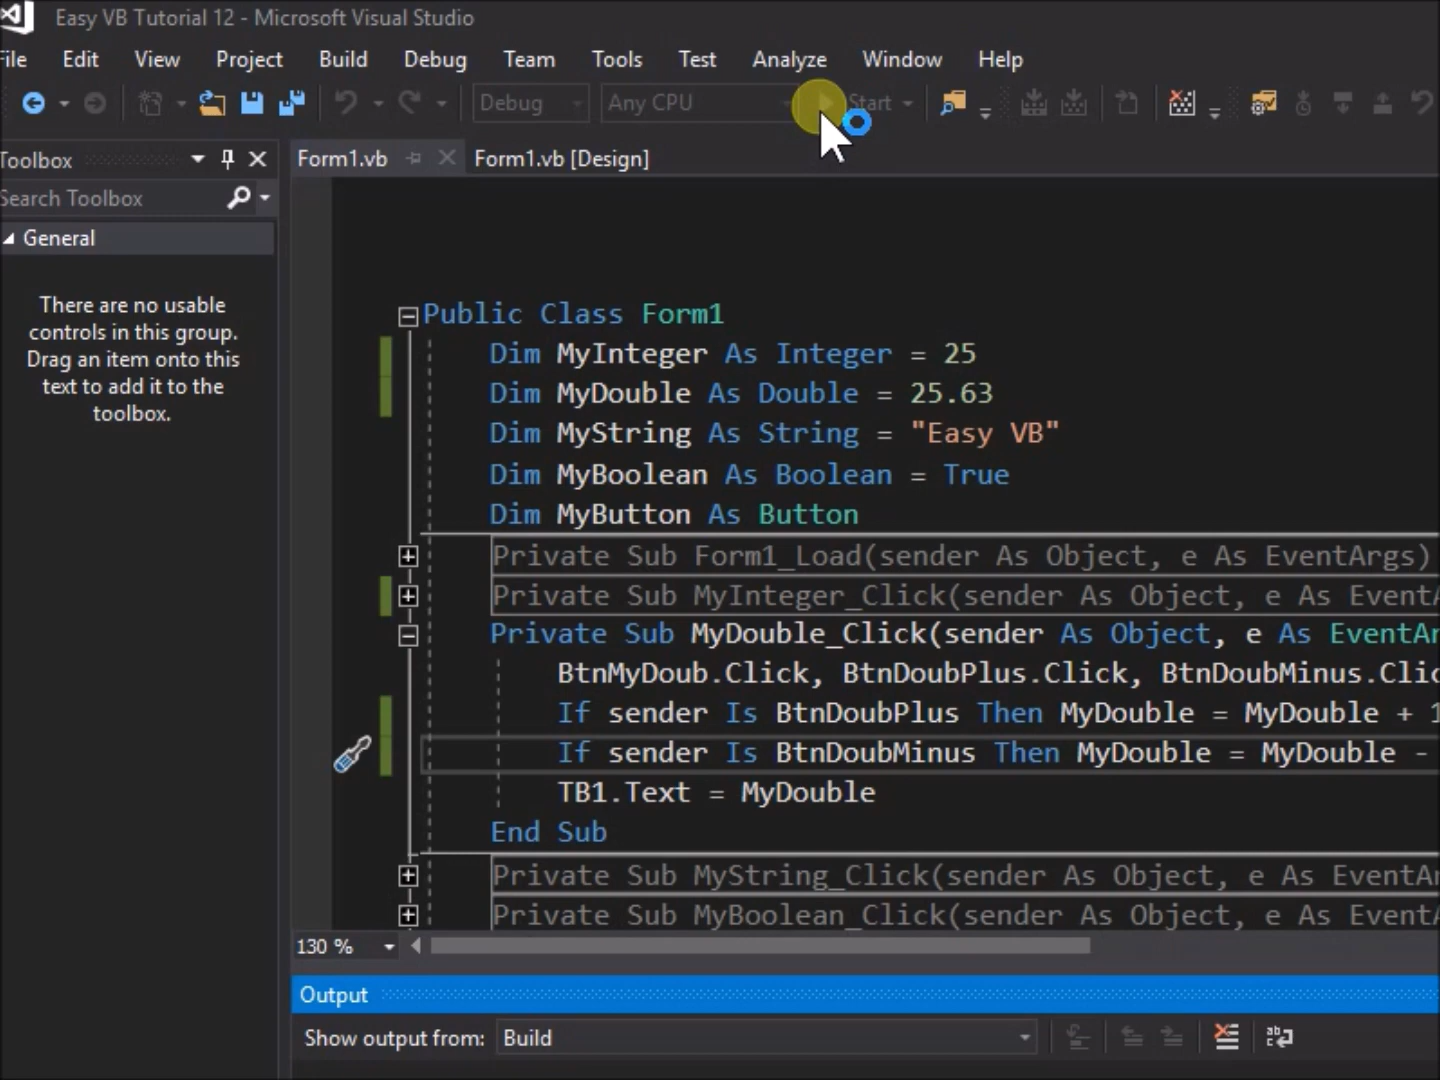 Easy VB Tutorial 12 - Microsoft Visual Studio
File Edit View Project Build Debug Team Tools Test Analyze Window Help
Debug Any CPU Start
Toolbox
Form1.vb Form1.vb [Design]
Search Toolbox
General
There are no usable
controls in this group.
Drag an item onto this
text to add it to the
toolbox.
Public Class Form1
Dim MyInteger As Integer = 25
Dim MyDouble As Double = 25.63
Dim MyString As String = "Easy VB"
Dim MyBoolean As Boolean = True
Dim MyButton As Button
Private Sub Form1_Load(sender As Object, e As EventArgs)
Private Sub MyInteger_Click(sender As Object, e As EventA
Private Sub MyDouble_Click(sender As Object, e As EventAr
BtnMyDoub.Click, BtnDoubPlus.Click, BtnDoubMinus.Clic
If sender Is BtnDoubPlus Then MyDouble = MyDouble + 1
If sender Is BtnDoubMinus Then MyDouble = MyDouble -
TB1.Text = MyDouble
End Sub
Private Sub MyString_Click(sender As Object, e As EventAr
Private Sub MyBoolean_Click(sender As Object, e As EventA
130 %
Output
Show output from: Build